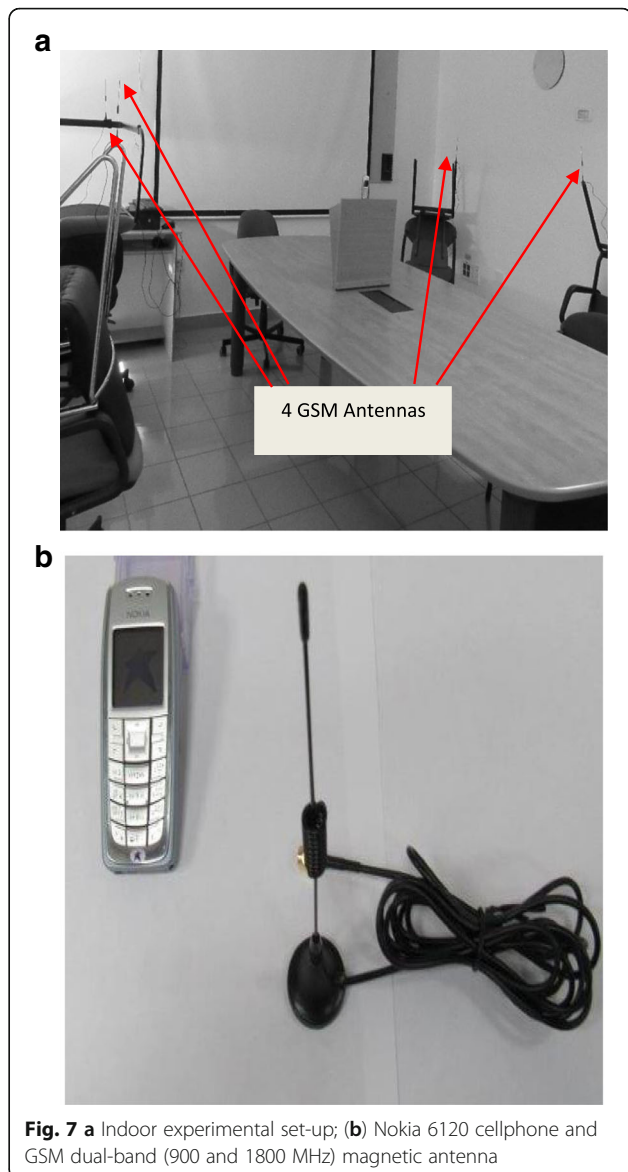 a
4 GSM Antennas
b
NOKIA
Fig. 7 a Indoor experimental set-up; (b) Nokia 6120 cellphone and
GSM dual-band (900 and 1800 MHz) magnetic antenna